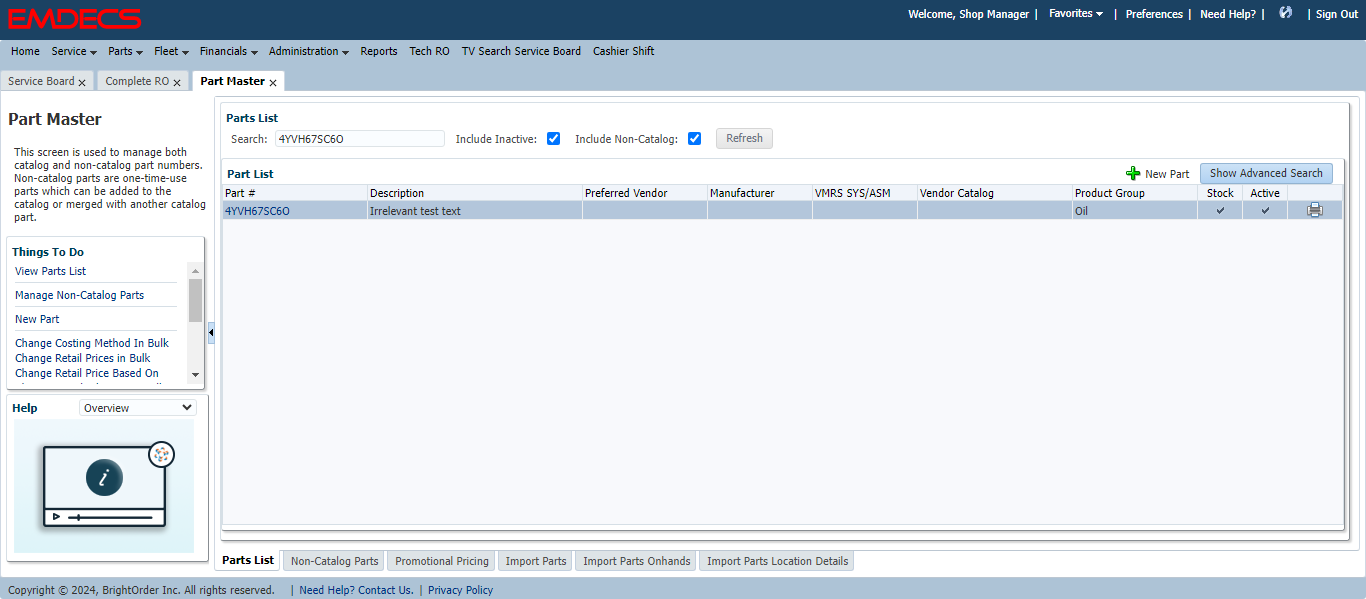 EMDECS
Welcome, Shop Manager | Favorites | Preferences | Need Help? | | Sign Out
Home Service Parts Fleet Financials Administration Reports Tech RO TV Search Service Board Cashier Shift
Service Board x Complete RO x Part Master x
Part Master
This screen is used to manage both
catalog and non-catalog part numbers.
Non-catalog parts are one-time-use
parts which can be added to the
catalog or merged with another catalog
part.
Things To Do
View Parts List
Manage Non-Catalog Parts
New Part
Change Costing Method In Bulk
Change Retail Prices in Bulk
Change Retail Price Based On
Help Overview
i
Parts List
Search: 4YVH67SC6O Include Inactive: Include Non-Catalog: Refresh
Part List New Part Show Advanced Search
Part # Description Preferred Vendor Manufacturer VMRS SYS/ASM Vendor Catalog Product Group Stock Active
4YVH67SC6O Irrelevant test text Oil
Parts List Non-Catalog Parts Promotional Pricing Import Parts Import Parts Onhands Import Parts Location Details
Copyright © 2024, BrightOrder Inc. All rights reserved. | Need Help? Contact Us. | Privacy Policy